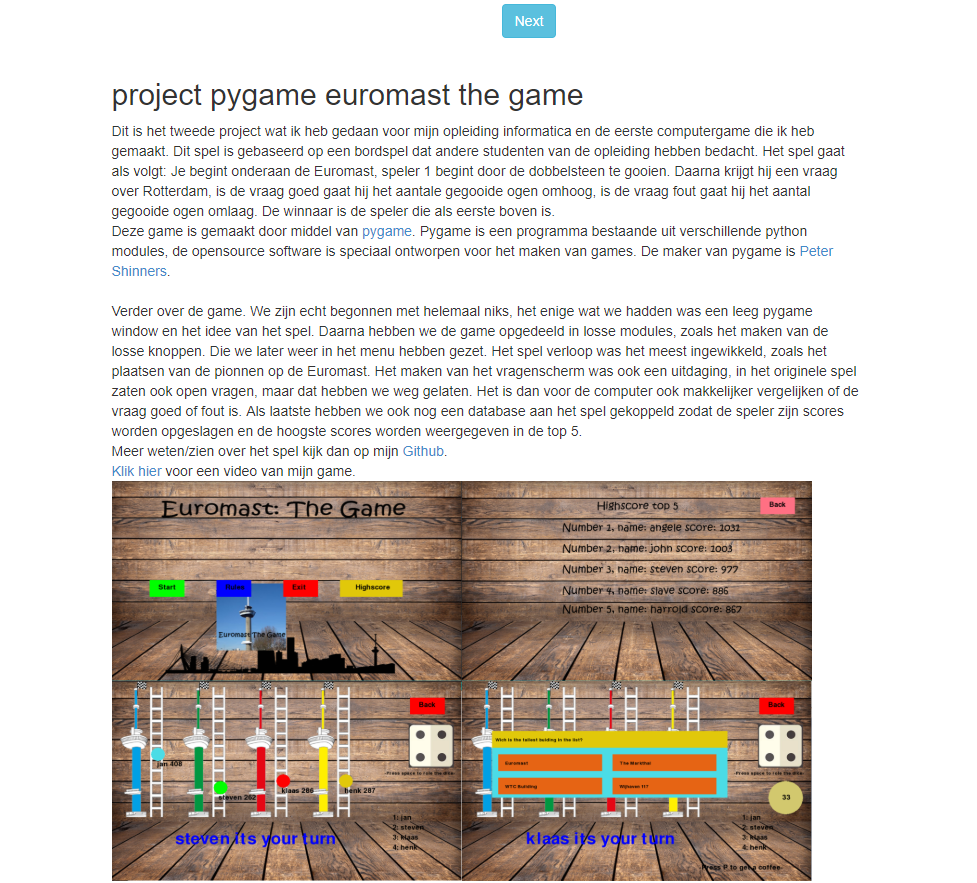 Next
project pygame euromast the game
Dit is het tweede project wat ik heb gedaan voor mijn opleiding informatica en de eerste computergame die ik heb
gemaakt. Dit spel is gebaseerd op een bordspel dat andere studenten van de opleiding hebben bedacht. Het spel gaat
als volgt: Je begint onderaan de Euromast, speler 1 begint door de dobbelsteen te gooien. Daarna krijgt hij een vraag
over Rotterdam, is de vraag goed gaat hij het aantale gegooide ogen omhoog, is de vraag fout gaat hij het aantal
gegooide ogen omlaag. De winnaar is de speler die als eerste boven is.
Deze game is gemaakt door middel van pygame. Pygame is een programma bestaande uit verschillende python
modules, de opensource software is speciaal ontworpen voor het maken van games. De maker van pygame is Peter
Shinners.
Verder over de game. We zijn echt begonnen met helemaal niks, het enige wat we hadden was een leeg pygame
window en het idee van het spel. Daarna hebben we de game opgedeeld in losse modules, zoals het maken van de
losse knoppen. Die we later weer in het menu hebben gezet. Het spel verloop was het meest ingewikkeld, zoals het
plaatsen van de pionnen op de Euromast. Het maken van het vragenscherm was ook een uitdaging, in het originele spel
zaten ook open vragen, maar dat hebben we weg gelaten. Het is dan voor de computer ook makkelijker vergelijken of de
vraag goed of fout is. Als laatste hebben we ook nog een database aan het spel gekoppeld zodat de speler zijn scores
worden opgeslagen en de hoogste scores worden weergegeven in de top 5.
Meer weten/zien over het spel kijk dan op mijn Github.
Klik hier voor een video van mijn game.
Euromast: The Game
Start
Rules
Exit
Highscore
Euromast The Game
Highscore top 5
Back
Number 1, name: angele score: 1031
Number 2, name: john score: 1003
Number 3, name: steven score: 977
Number 4, name: slave score: 886
Number 5, name: harrold score: 867
Back
jan 408
steven 262
klaas 286
henk 287
Press space to role the dice
1: jan
2: steven
3: klaas
4: henk
steven its your turn
Back
Wich is the tallest buiding in the list?
Euromast
The Markthal
WTC Building
Wijnhaven 117
Press space to role the dice
33
1: jan
2: steven
3: klaas
4: henk
klaas its your turn
Press P to get a coffee